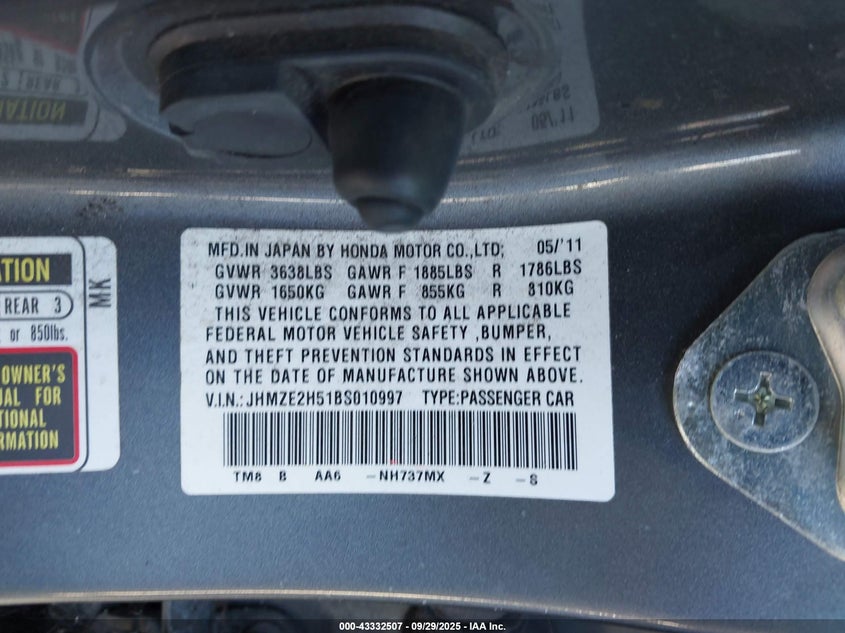 MFD.IN JAPAN BY HONDA MOTOR CO.,LTD; 05/'11
GVWR 3638LBS GAWR F 1885LBS R 1786LBS
GVWR 1650KG GAWR F 855KG R 810KG
THIS VEHICLE CONFORMS TO ALL APPLICABLE
FEDERAL MOTOR VEHICLE SAFETY ,BUMPER,
AND THEFT PREVENTION STANDARDS IN EFFECT
ON THE DATE OF MANUFACTURE SHOWN ABOVE.
V.I.N.: JHMZE2H51BS010997 TYPE:PASSENGER CAR
TM8 B AA6 -NH737MX -Z -S
ATION
REAR 3
or 850lbs.
MK
OWNER'S
UAL FOR
TIONAL
RMATION
000-43332507 - 09/29/2025 - IAA Inc.